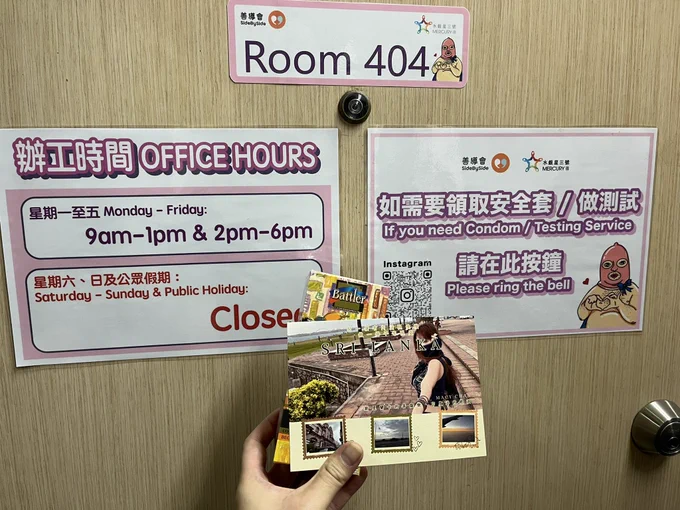 善導會
SideBySide
水銀星三號
MERCURY III
Room 404
辦工時間 OFFICE HOURS
星期一至五 Monday - Friday:
9am-1pm & 2pm-6pm
星期六、日及公眾假期：
Saturday - Sunday & Public Holiday:
Closed
善導會
SideBySide
水銀星三號
如需要領取安全套 / 做測試
If you need Condom / Testing Service
Instagram
請在此按鐘
Please ring the bell
Battler
SRI LANKA